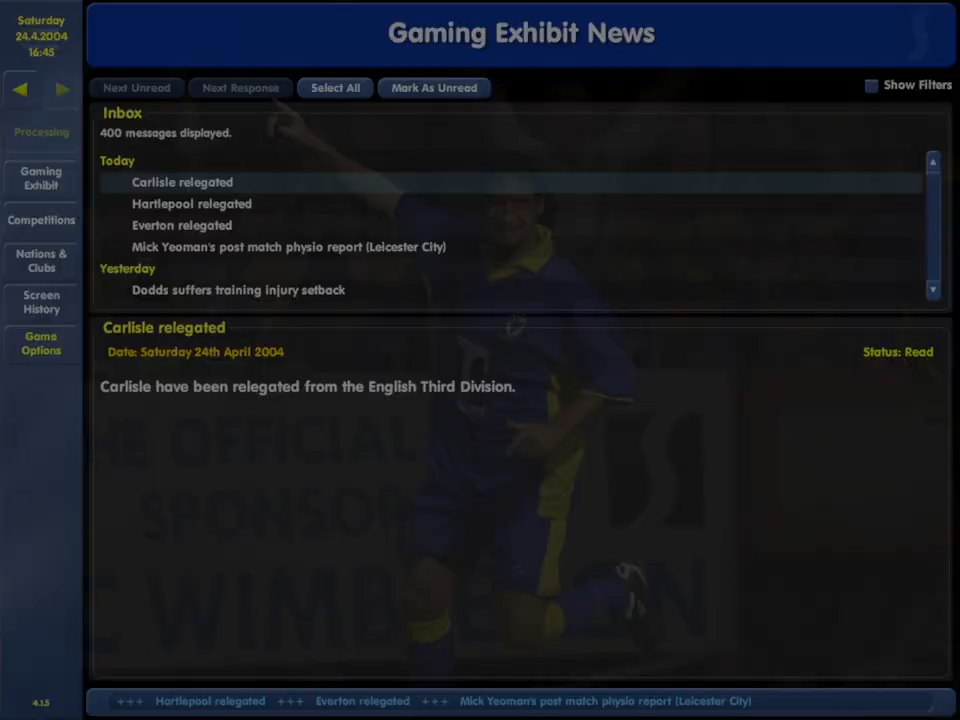 Saturday
24.4.2004
16:45
Gaming Exhibit News
Next Unread
Next Response
Select All
Mark As Unread
Show Filters
Processing
Gaming
Exhibit
Competitions
Nations &
Clubs
Screen
History
Game
Options
4.1.5
Inbox
400 messages displayed.
Today
Carlisle relegated
Hartlepool relegated
Everton relegated
Mick Yeoman's post match physio report (Leicester City)
Yesterday
Dodds suffers training injury setback
Carlisle relegated
Date: Saturday 24th April 2004
Status: Read
Carlisle have been relegated from the English Third Division.
THE OFFICIAL
SPONSOR
+++ Hartlepool relegated +++ Everton relegated +++ Mick Yeoman's post match physio report (Leicester City)